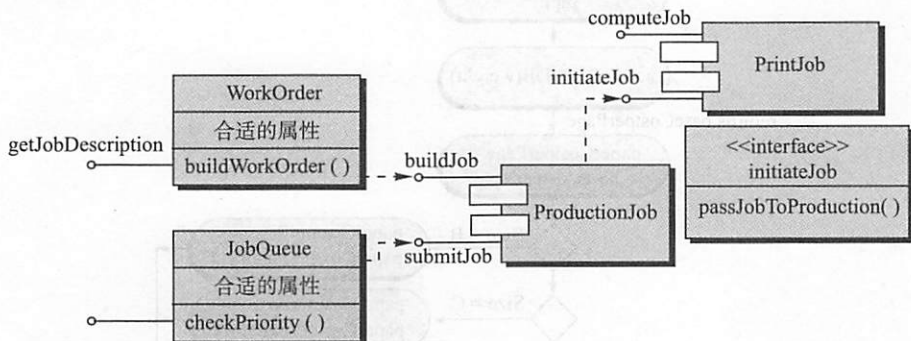 computeJob
PrintJob
initiateJob
WorkOrder
合适的属性
getJobDescription
buildWorkOrder ( )
<<interface>>
initiateJob
passJobToProduction( )
buildJob
ProductionJob
submitJob
JobQueue
合适的属性
checkPriority ( )